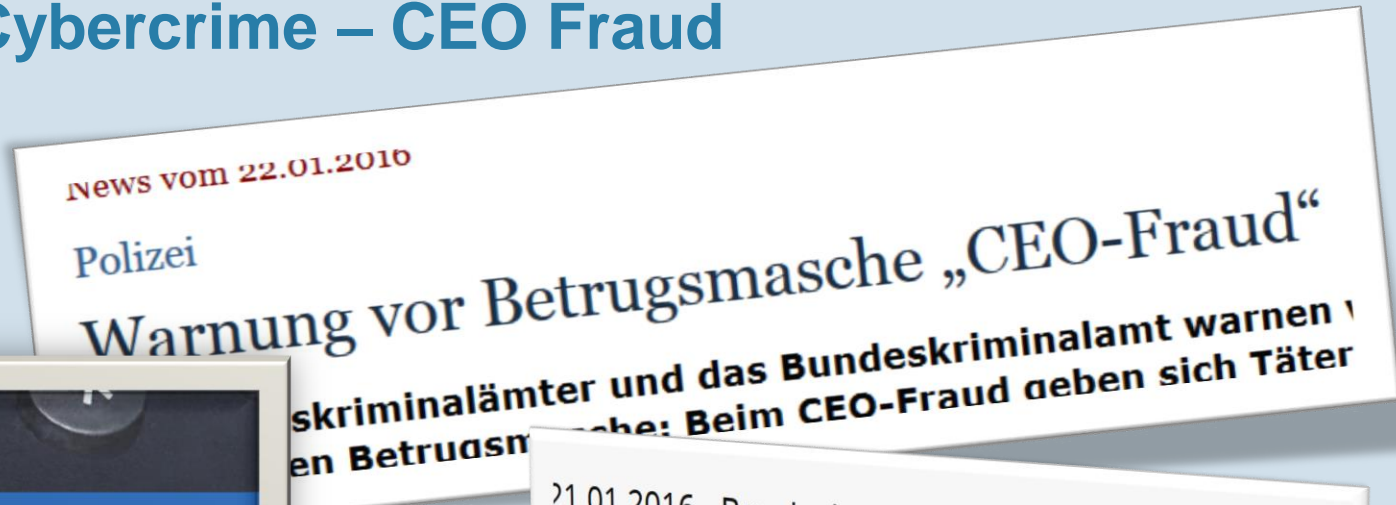 Cybercrime – CEO Fraud
News vom 22.01.2016
Polizei
Warnung vor Betrugsmasche „CEO-Fraud“
skriminalämter und das Bundeskriminalamt warnen
en Betrugsm che: Beim CEO-Fraud geben sich Täter
21.01.2016